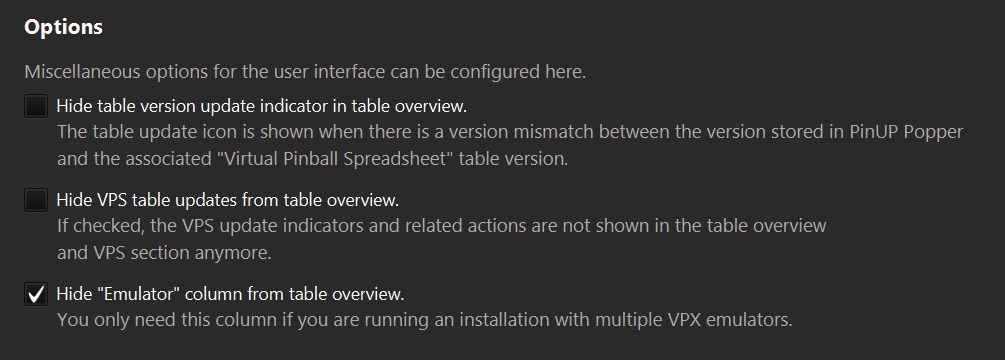 Options
Miscellaneous options for the user interface can be configured here.
Hide table version update indicator in table overview.
The table update icon is shown when there is a version mismatch between the version stored in PinUP Popper
and the associated "Virtual Pinball Spreadsheet" table version.
Hide VPS table updates from table overview.
If checked, the VPS update indicators and related actions are not shown in the table overview
and VPS section anymore.
Hide "Emulator" column from table overview.
You only need this column if you are running an installation with multiple VPX emulators.